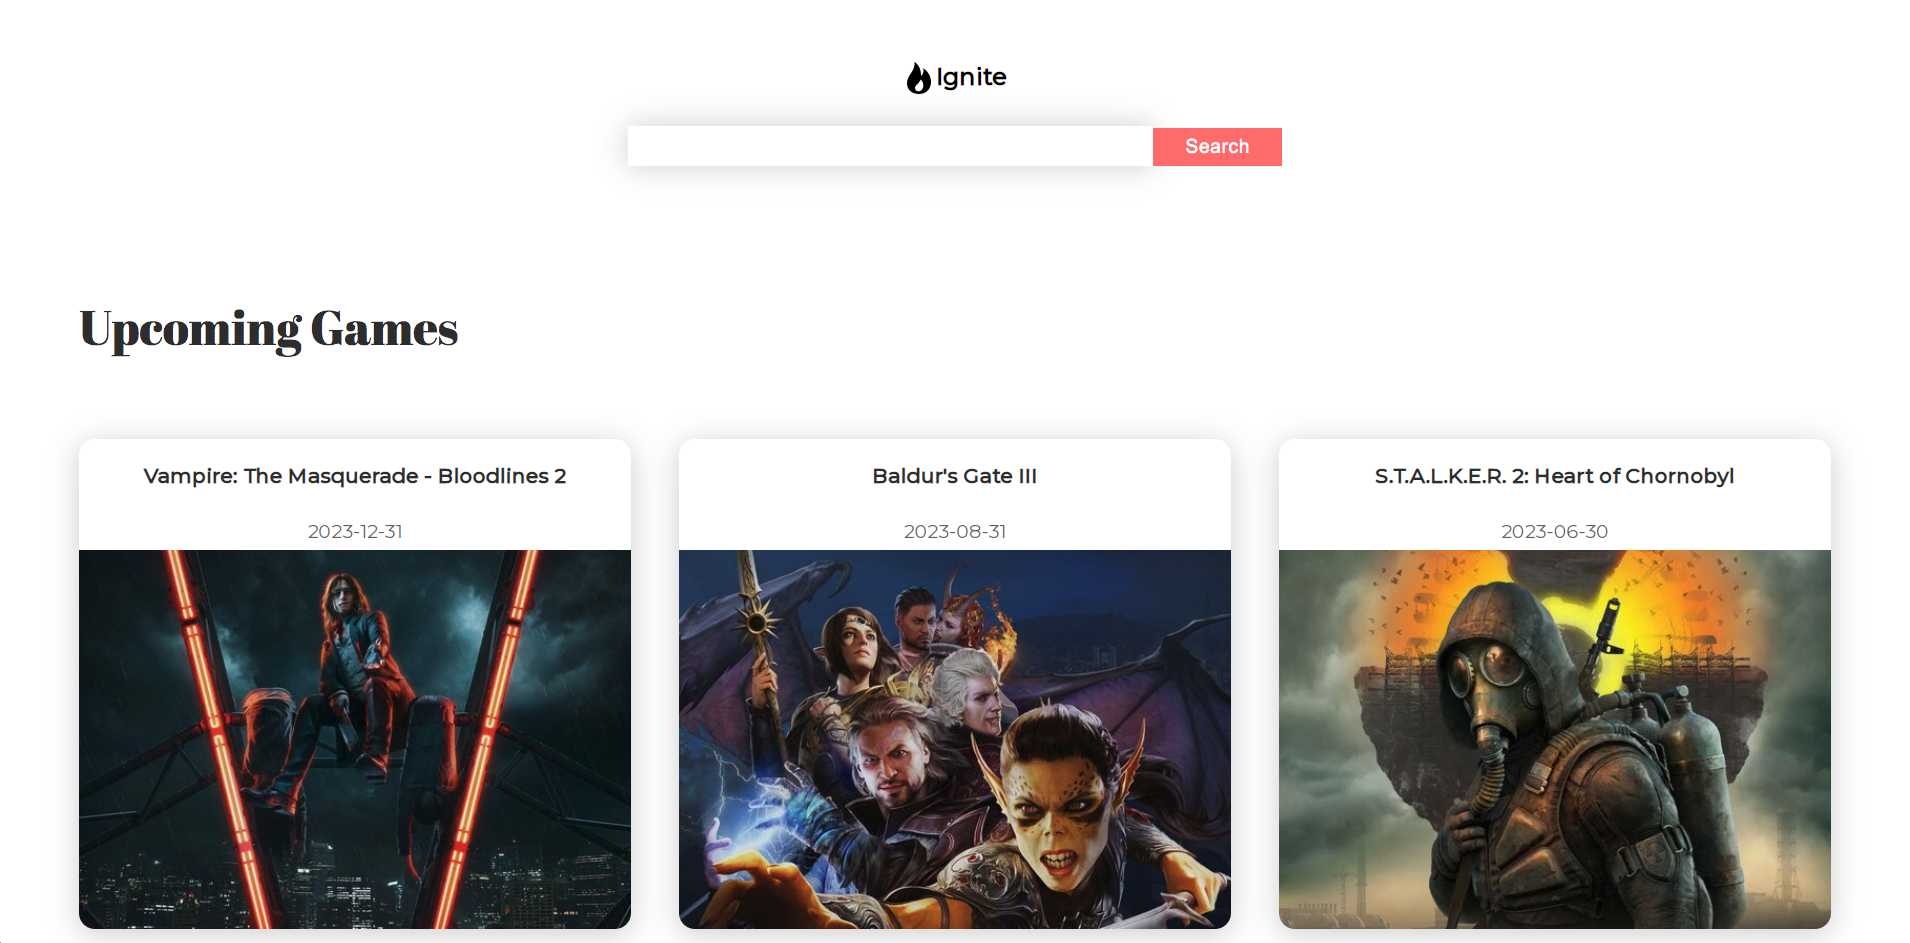 Ignite
Search
Upcoming Games
Vampire: The Masquerade - Bloodlines 2
2023-12-31
Baldur's Gate III
2023-08-31
S.T.A.L.K.E.R. 2: Heart of Chornobyl
2023-06-30